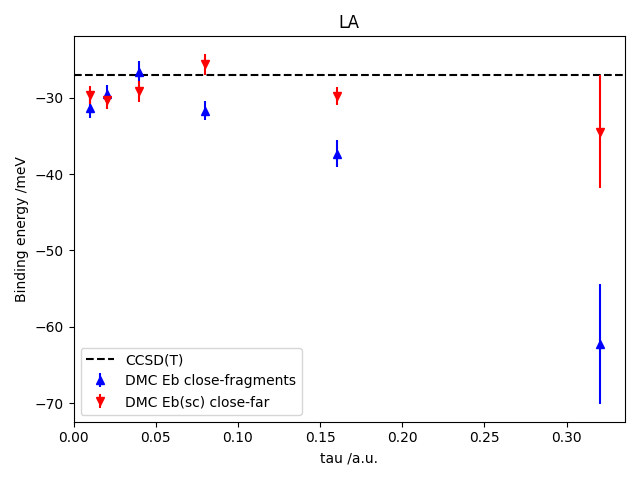 LA
Binding energy /meV
−30
−40
−50
−60
−70
CCSD(T)
DMC Eb close-fragments
DMC Eb(sc) close-far
0.00 0.05 0.10 0.15 0.20 0.25 0.30
tau /a.u.